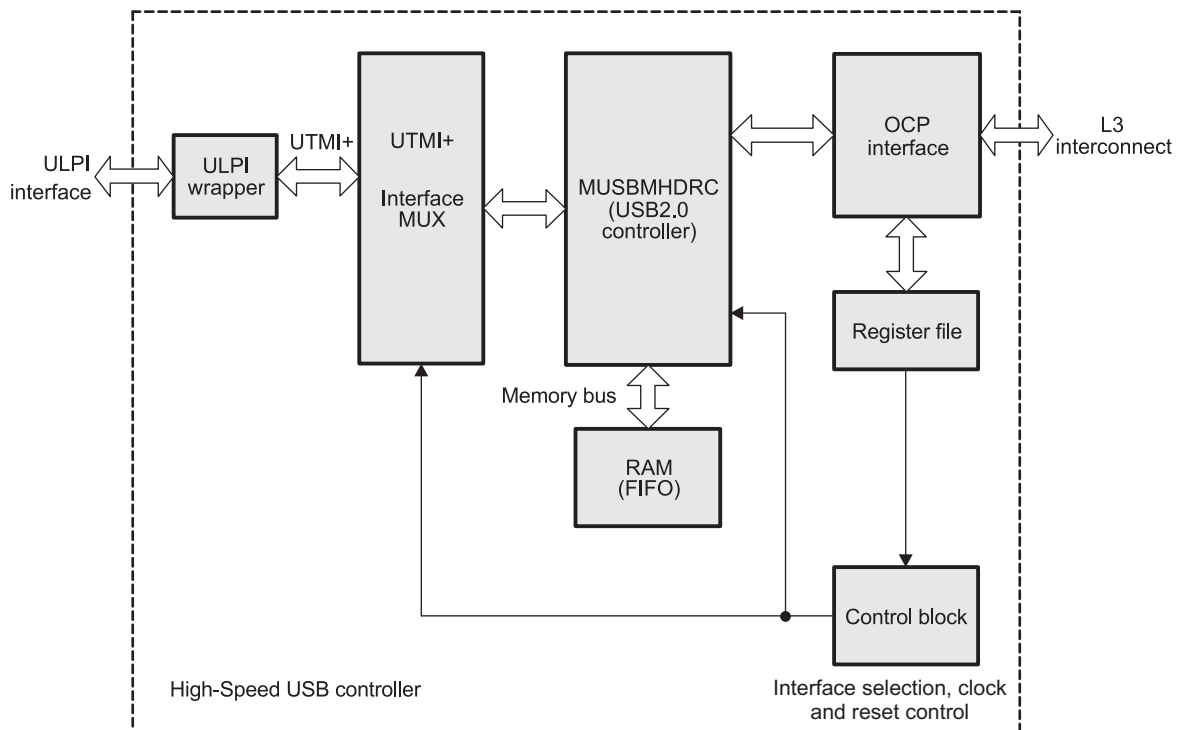 ULPI
interface
ULPI
wrapper
UTMI+
UTMI+
Interface
MUX
MUSBMHDRC
(USB2.0
controller)
OCP
interface
L3
interconnect
Register file
Memory bus
RAM
(FIFO)
Control block
High-Speed USB controller
Interface selection, clock
and reset control